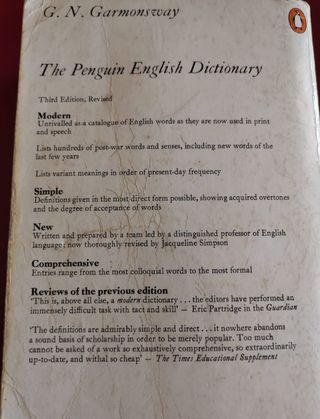 G. N. Garmonsway
The Penguin English Dictionary
Third Edition, Revised
Modern
Unrivalled as a catalogue of English words as they are now used in print
and speech
Lists hundreds of post-war words and senses, including new words of the
last few years
Lists variant meanings in order of present-day frequency
Simple
Definitions given in the most direct form possible, showing acquired overtones
and the degree of acceptance of words
New
Written and prepared by a team led by a distinguished professor of English
language; now thoroughly revised by Jacqueline Simpson
Comprehensive
Entries range from the most colloquial words to the most formal
Reviews of the previous edition
'This is, above all else, a modern dictionary . . . the editors have performed an
immensely difficult task with tact and skill' – Eric Partridge in the Guardian
'The definitions are admirably simple and direct . . . it nowhere abandons
a sound basis of scholarship in order to be merely popular. Too much
cannot be asked of a work so exhaustively comprehensive, so extraordinarily
up-to-date, and withal so cheap' – The Times Educational Supplement